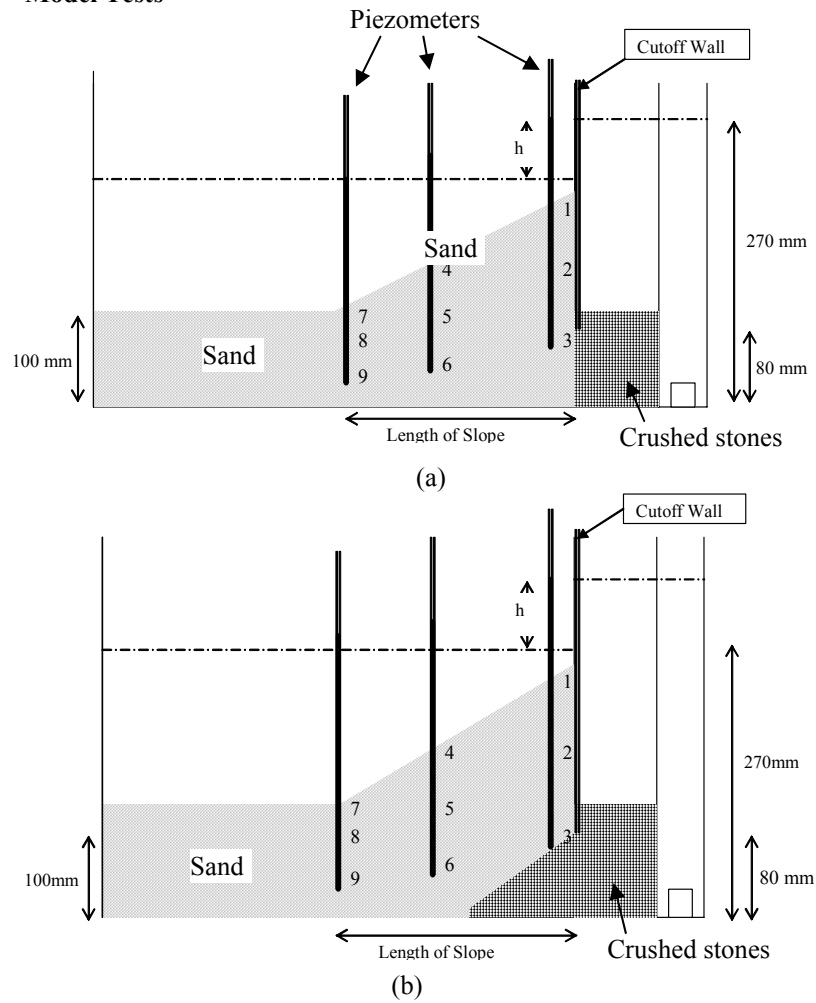 Model Tests
Piezometers
Cutoff Wall
h
1
Sand
2
270 mm
4
7
5
3
8
100 mm
Sand
6
80 mm
9
Length of Slope
Crushed stones
(a)
Cutoff Wall
h
1
4
2
270mm
7
5
3
8
Sand
6
100mm
9
80 mm
Length of Slope
Crushed stones
(b)